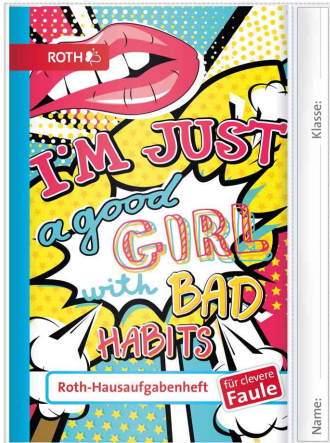 ROTH
I'M JUST
a good
GIRL
with BAD
HABITS
Roth-Hausaufgabenheft
für clevere
Faule
Klasse:
Name: